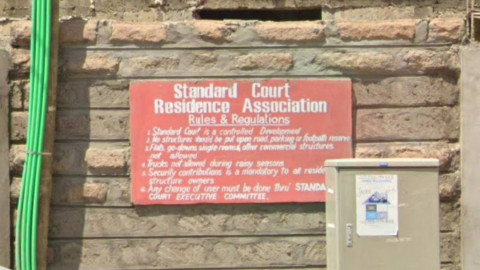 Standard Court
Residence Association
Rules & Regulations
1. Standard Court is a controlled Development
2. No structures should be put upon road, parking or footpath reserve
3. Flats, go-downs, single rooms, other commercial structures
not allowed
4. Trucks not allowed during rainy seasons
5. Security contributions is a mandatory to all
structure owners
6. Any change of user must be done thru'
COURT EXECUTIVE COMMITTEE.